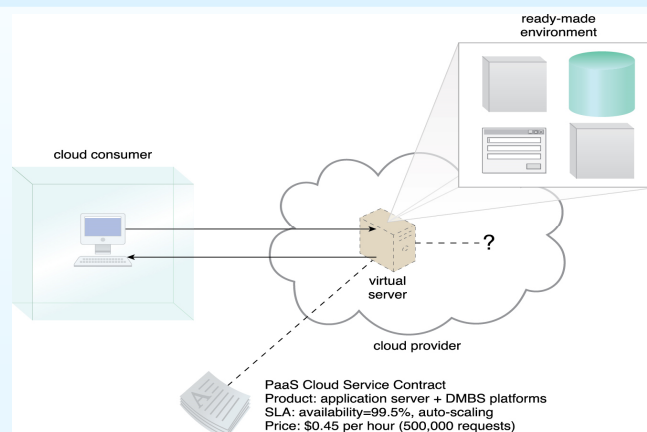 ready-made
environment
cloud consumer
?
virtual
server
cloud provider
A
PaaS Cloud Service Contract
Product: application server + DMBS platforms
SLA: availability=99.5%, auto-scaling
Price: $0.45 per hour (500,000 requests)